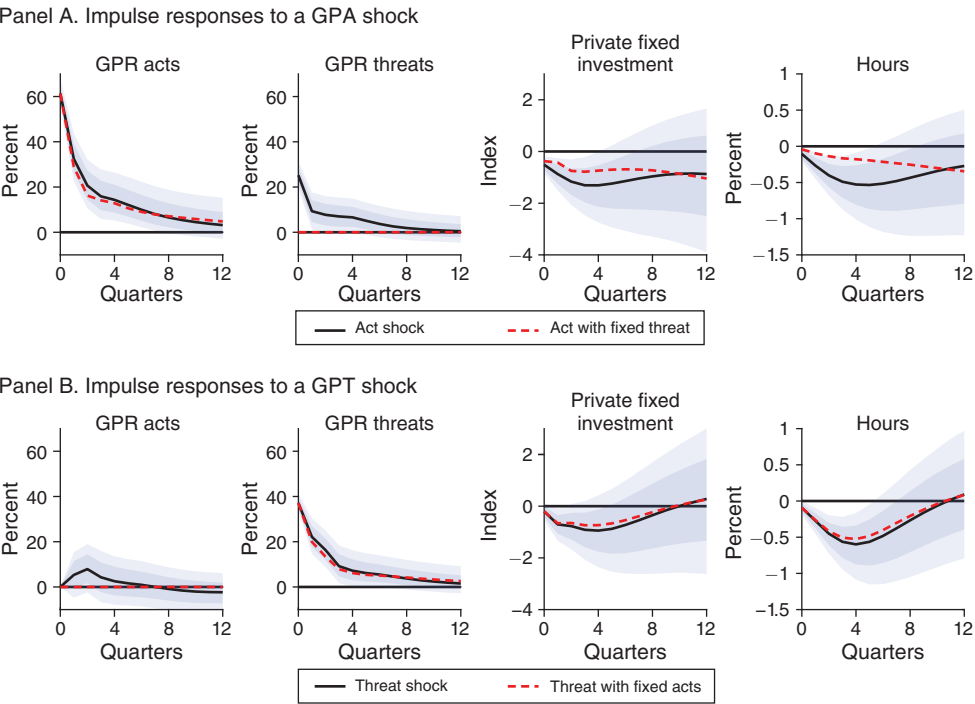 Panel A. Impulse responses to a GPA shock
GPR acts
GPR threats
Private fixed
investment
Hours
Percent
60
40
20
0
0 4 8 12
Quarters
Percent
60
40
20
0
0 4 8 12
Quarters
Index
2
0
−2
−4
0 4 8 12
Quarters
Percent
1
0.5
0
−0.5
−1
−1.5
0 4 8 12
Quarters
Act shock
Act with fixed threat
Panel B. Impulse responses to a GPT shock
GPR acts
GPR threats
Private fixed
investment
Hours
Percent
60
40
20
0
0 4 8 12
Quarters
Percent
60
40
20
0
0 4 8 12
Quarters
Index
2
0
−2
−4
0 4 8 12
Quarters
Percent
1
0.5
0
−0.5
−1
−1.5
0 4 8 12
Quarters
Threat shock
Threat with fixed acts